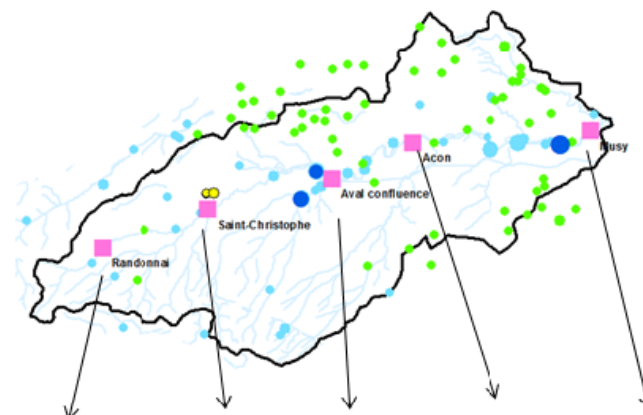 Musy
Acon
Aval confluence
Saint-Christophe
Randonnai